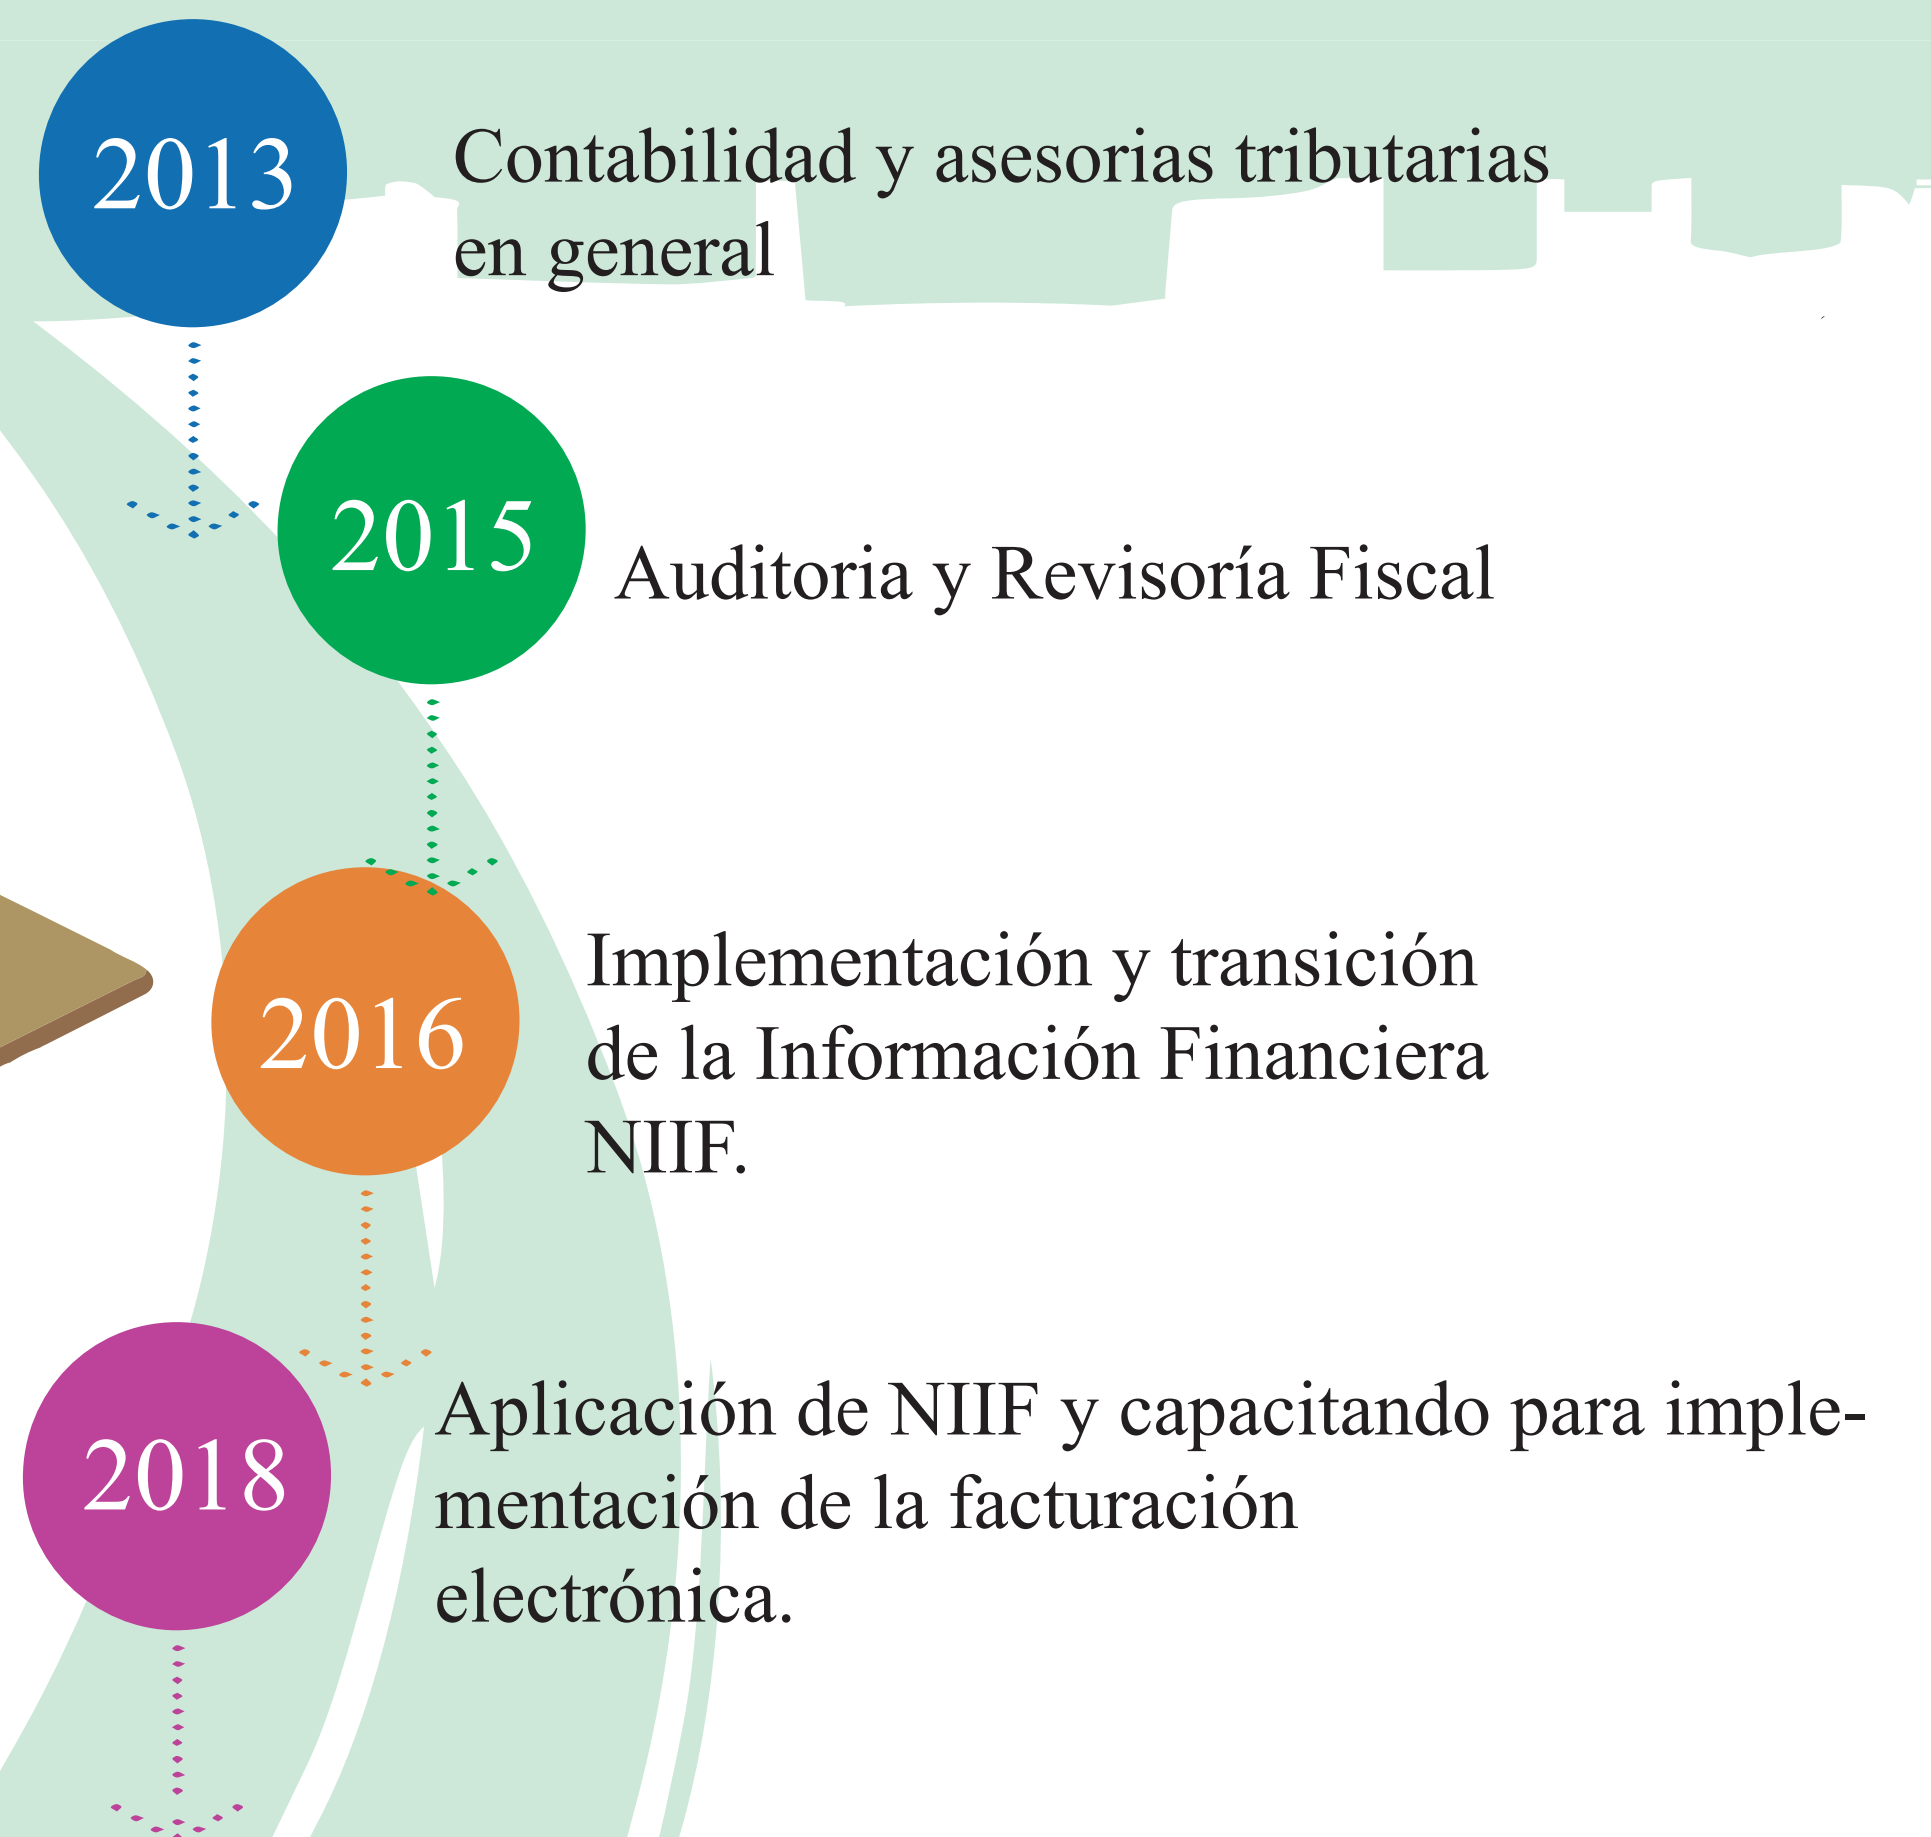 2013
Contabilidad y asesorias tributarias
en general
2015
Auditoria y Revisoría Fiscal
2016
Implementación y transición
de la Información Financiera
NIIF.
2018
Aplicación de NIIF y capacitando para imple-
mentación de la facturación
electrónica.